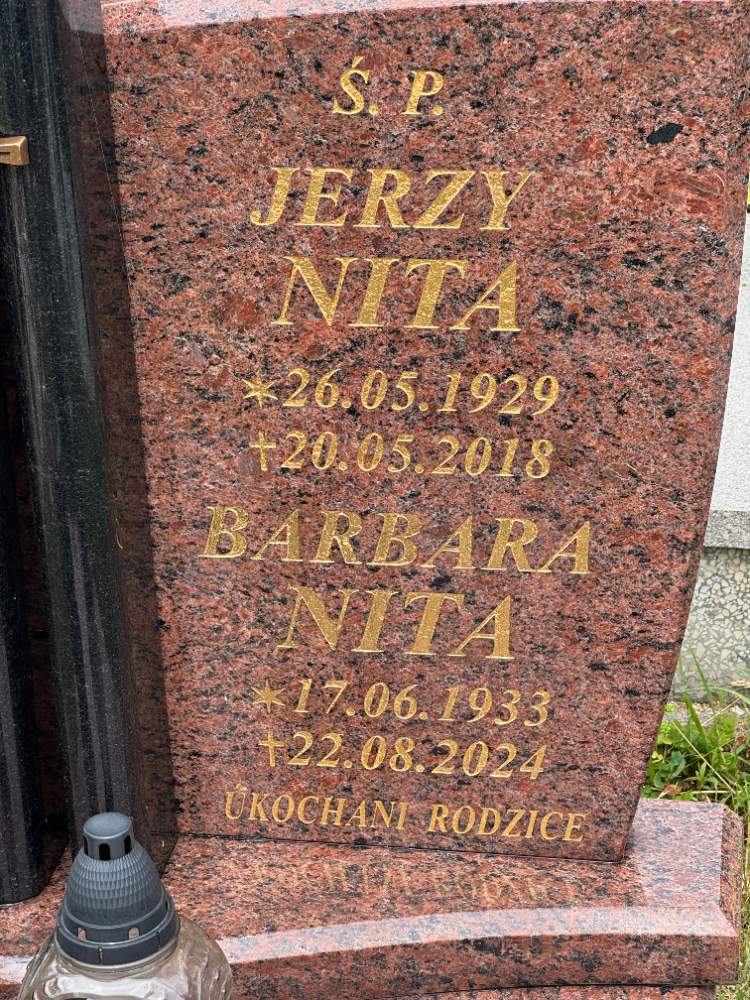 Ś. P.
JERZY
NITA
*26.05.1929
†20.05.2018
BARBARA
NITA
*17.06.1933
†22.08.2024
UKOCHANI RODZICE